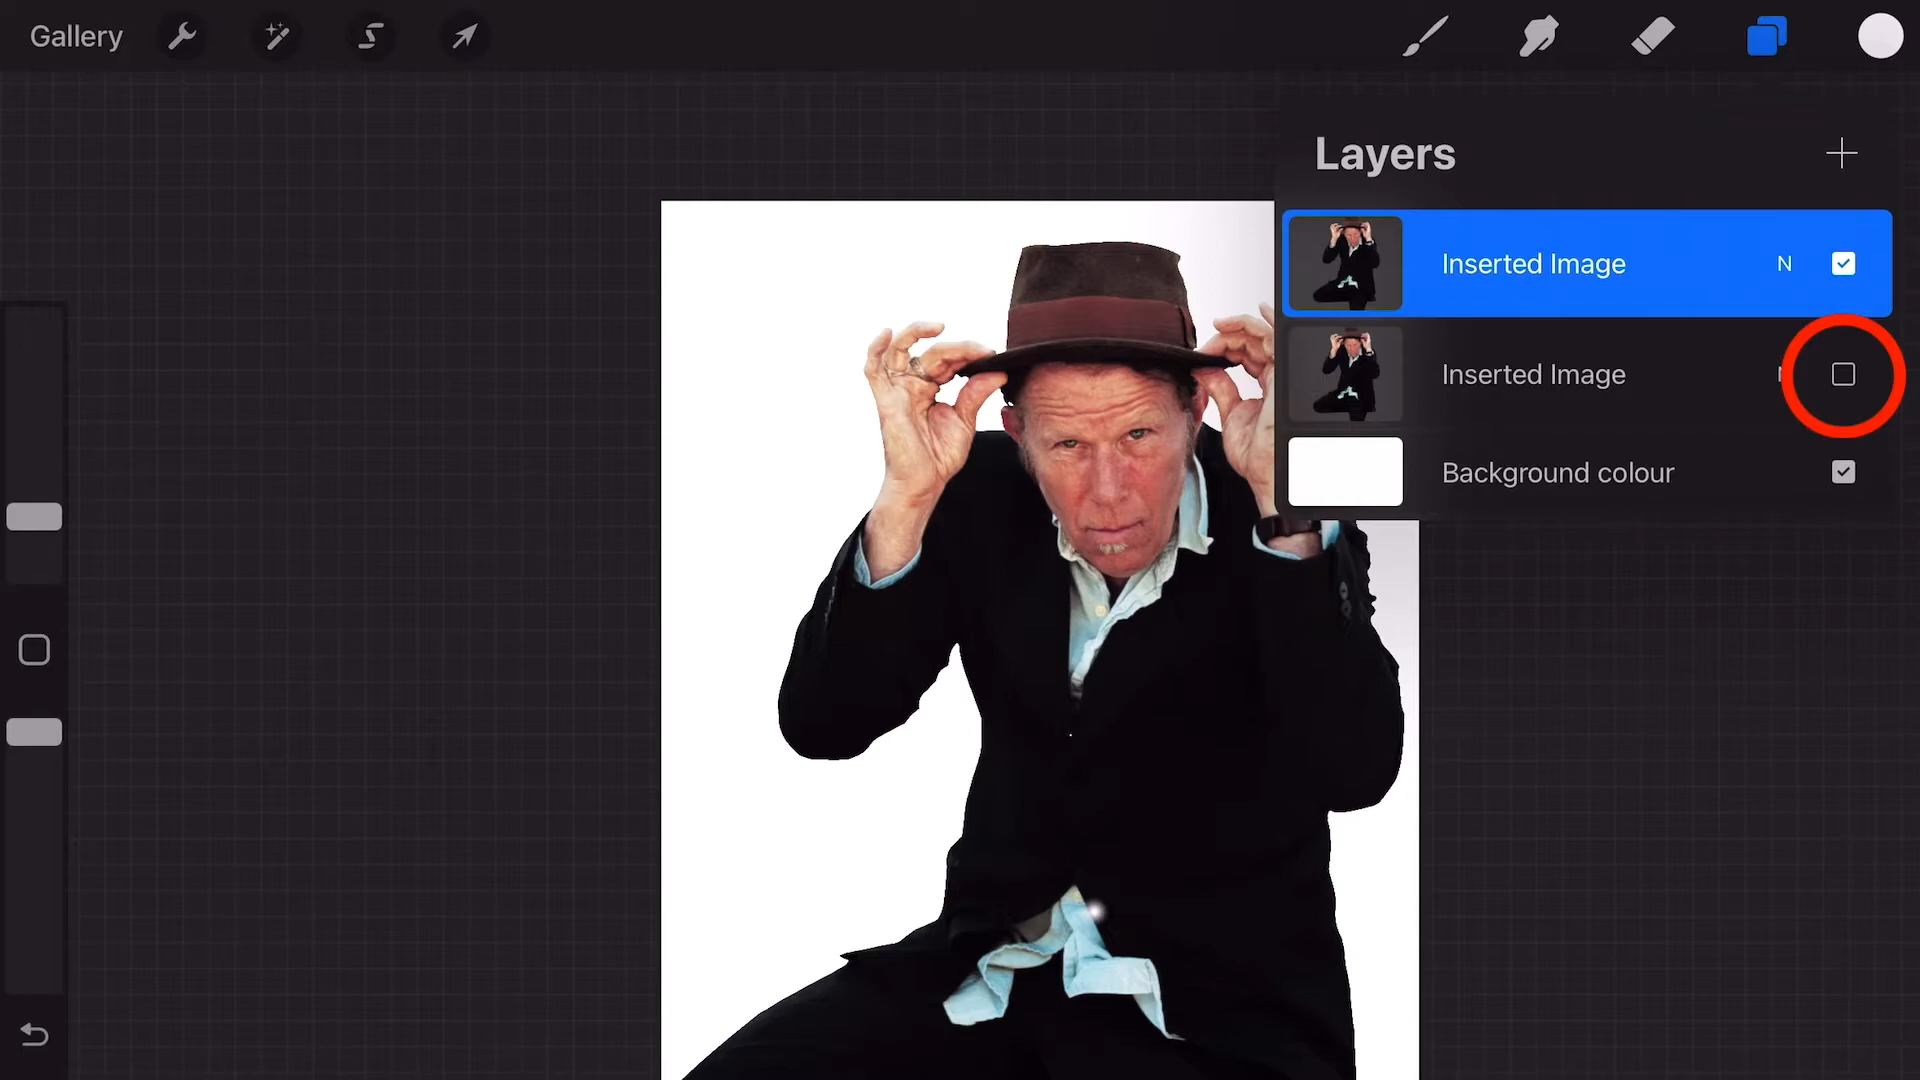 Gallery
Layers
Inserted Image N
Inserted Image
Background colour